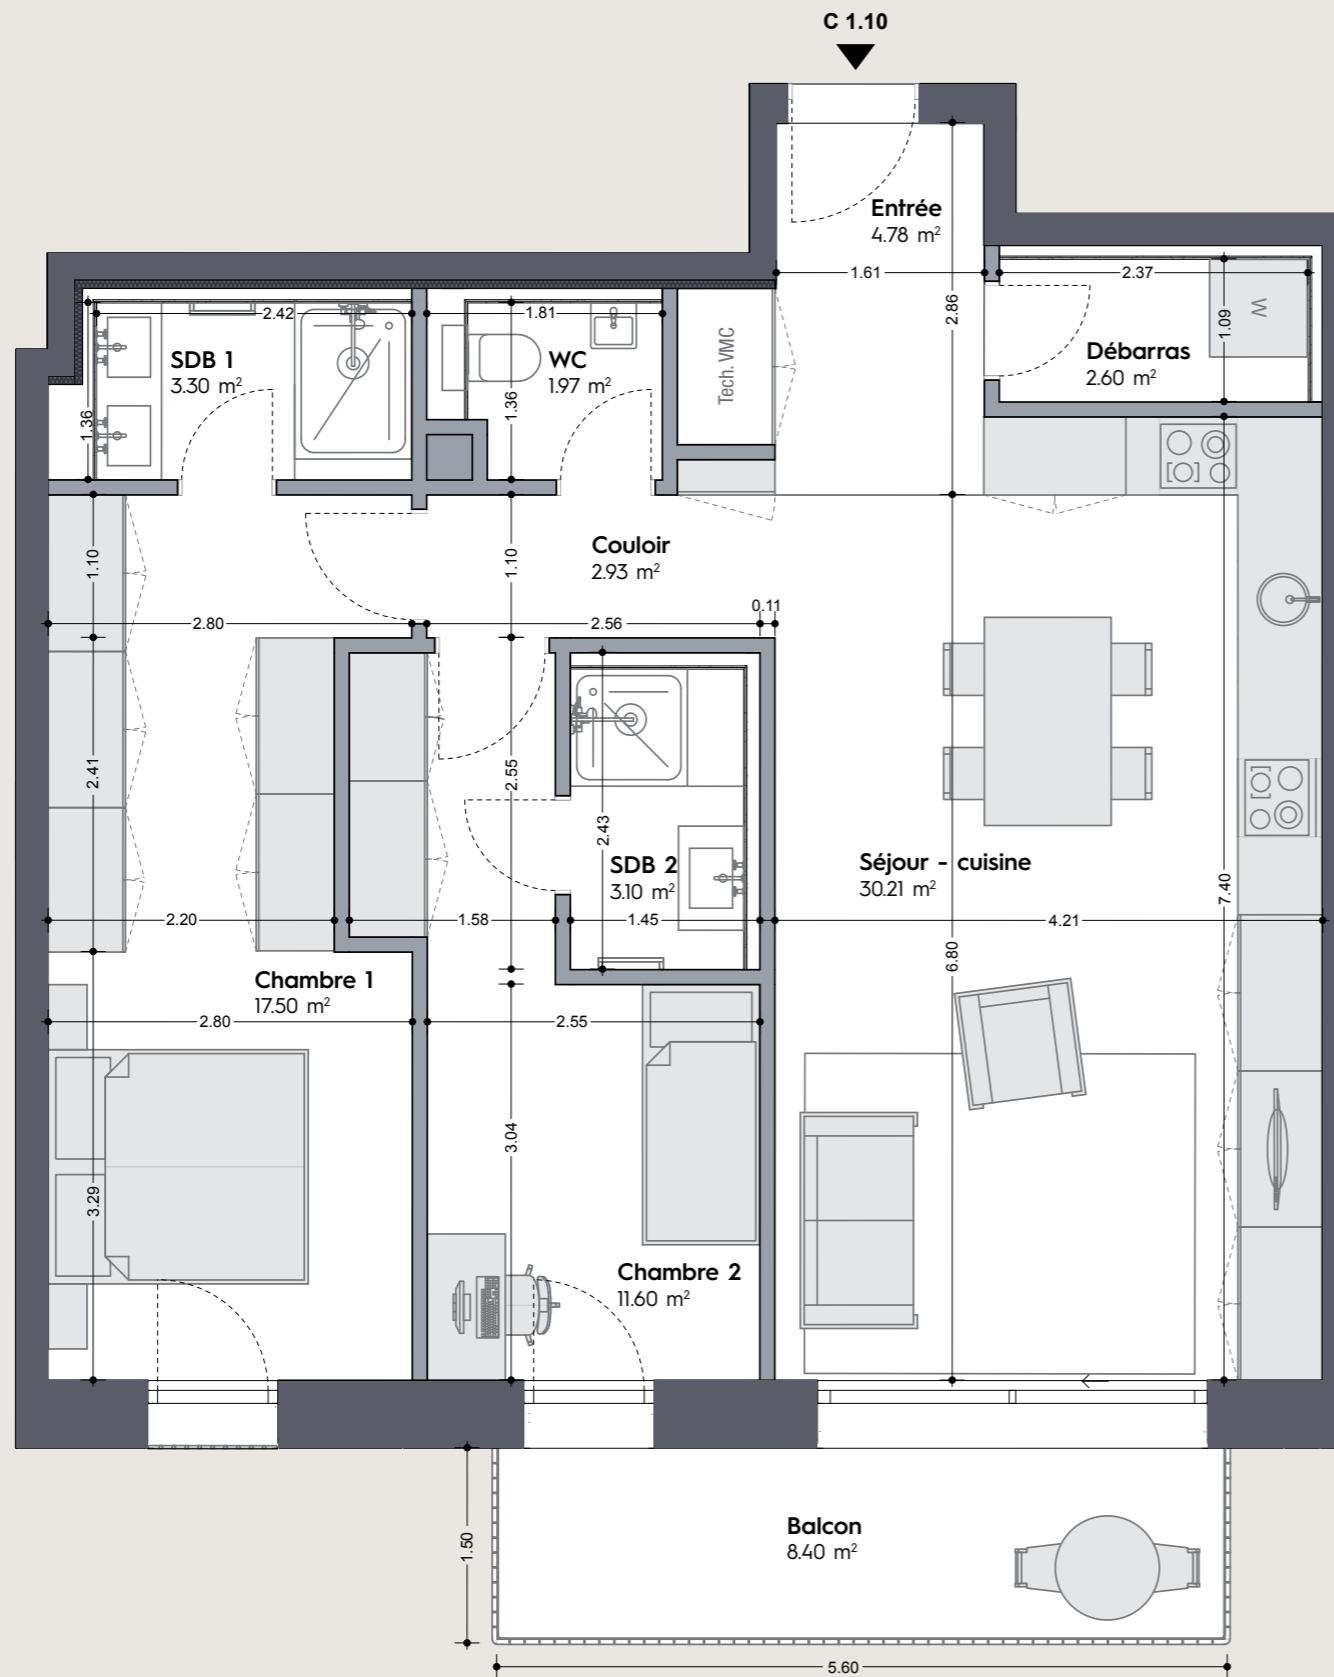 C 1.10
Entrée
4.78 m²
1.61
2.86
2.37
1.09
W
Débarras
2.60 m²
2.42
SDB 1
3.30 m²
1.36
1.81
WC
1.97 m²
1.36
Tech. VMC
Couloir
2.93 m²
1.10
1.10
0.11
2.80
2.56
2.41
2.55
2.43
SDB 2
3.10 m²
Séjour - cuisine
30.21 m²
7.40
2.20
1.58
1.45
4.21
6.80
Chambre 1
17.50 m²
2.80
2.55
3.04
3.29
Chambre 2
11.60 m²
1.50
Balcon
8.40 m²
5.60